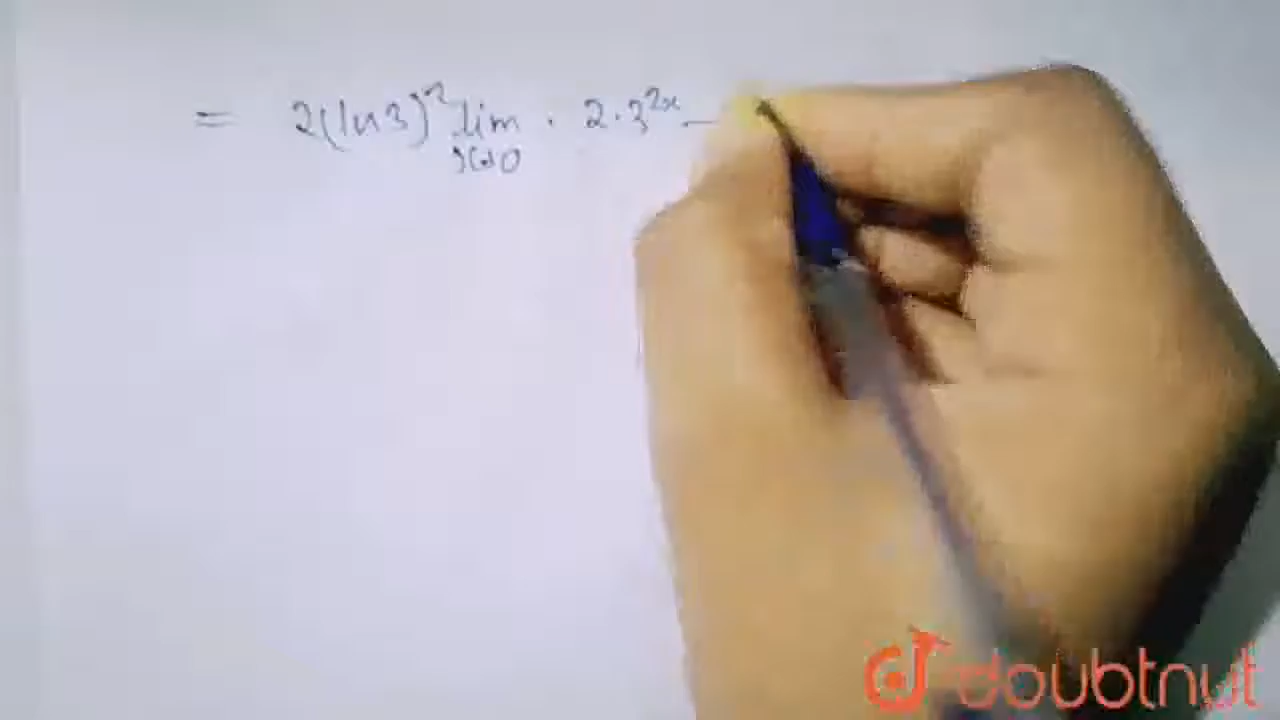 = 2(ln3)² lim · 2·3²ˣ −
x→0
doubtnut